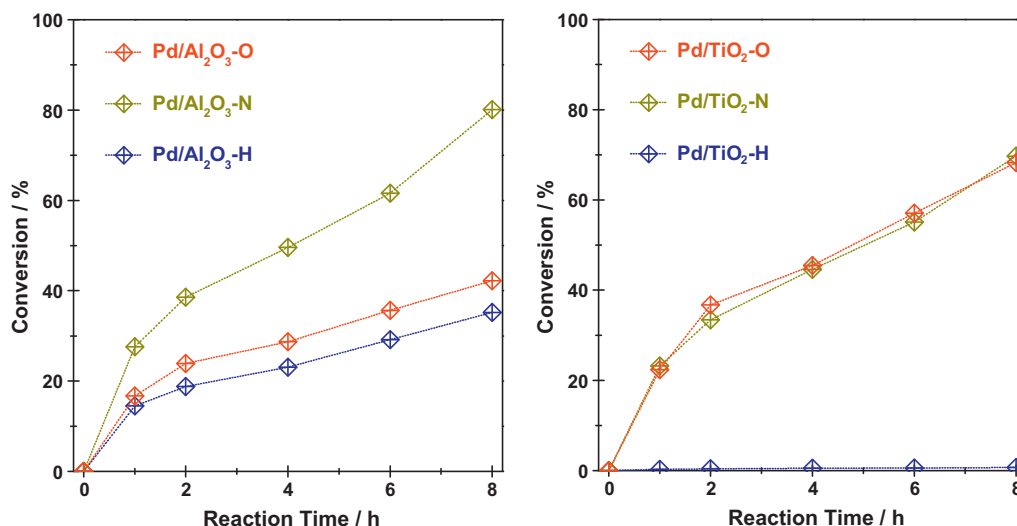 100
80
60
40
20
0
Conversion / %
Pd/Al₂O₃-O
Pd/Al₂O₃-N
Pd/Al₂O₃-H
0 2 4 6 8
Reaction Time / h
100
80
60
40
20
0
Conversion / %
Pd/TiO₂-O
Pd/TiO₂-N
Pd/TiO₂-H
0 2 4 6 8
Reaction Time / h